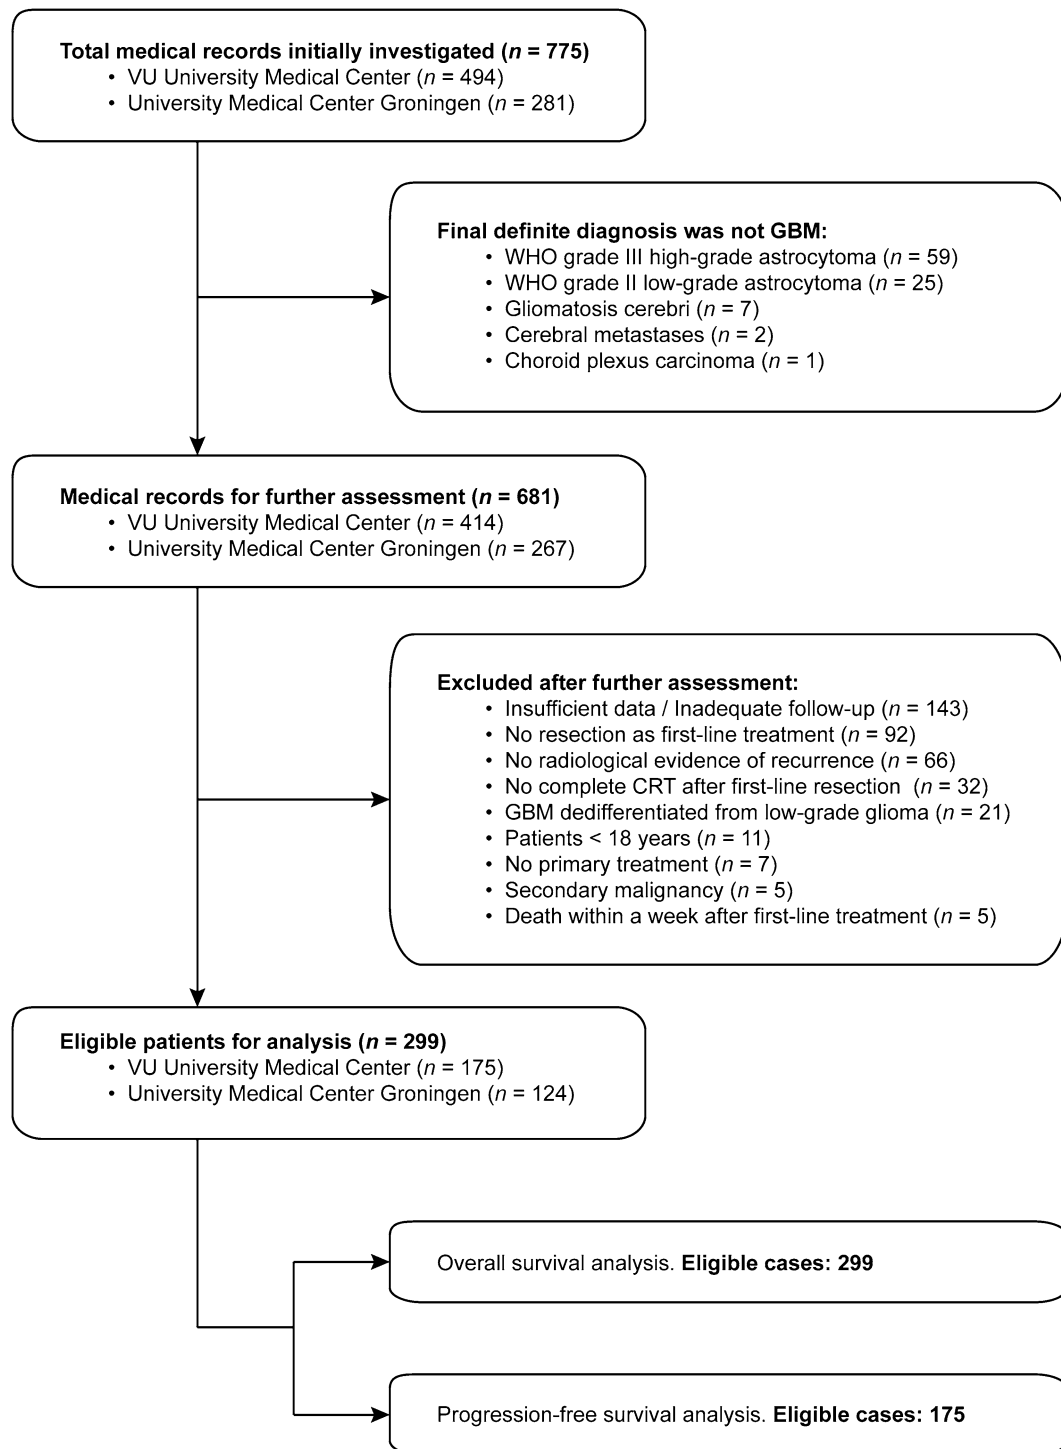 Total medical records initially investigated (n = 775)
• VU University Medical Center (n = 494)
• University Medical Center Groningen (n = 281)
Final definite diagnosis was not GBM:
• WHO grade III high-grade astrocytoma (n = 59)
• WHO grade II low-grade astrocytoma (n = 25)
• Gliomatosis cerebri (n = 7)
• Cerebral metastases (n = 2)
• Choroid plexus carcinoma (n = 1)
Medical records for further assessment (n = 681)
• VU University Medical Center (n = 414)
• University Medical Center Groningen (n = 267)
Excluded after further assessment:
• Insufficient data / Inadequate follow-up (n = 143)
• No resection as first-line treatment (n = 92)
• No radiological evidence of recurrence (n = 66)
• No complete CRT after first-line resection (n = 32)
• GBM dedifferentiated from low-grade glioma (n = 21)
• Patients < 18 years (n = 11)
• No primary treatment (n = 7)
• Secondary malignancy (n = 5)
• Death within a week after first-line treatment (n = 5)
Eligible patients for analysis (n = 299)
• VU University Medical Center (n = 175)
• University Medical Center Groningen (n = 124)
Overall survival analysis. Eligible cases: 299
Progression-free survival analysis. Eligible cases: 175